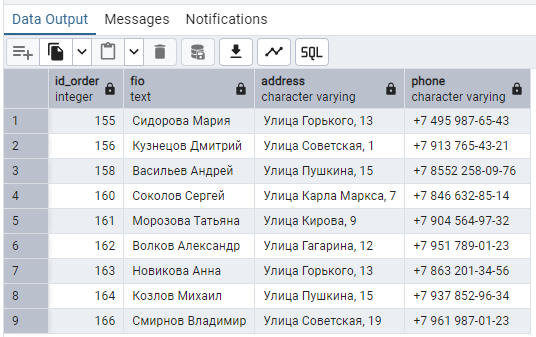 Data Output Messages Notifications
SQL
id_order fio address phone
integer text character varying character varying
1 155 Сидорова Мария Улица Горького, 13 +7 495 987-65-43
2 156 Кузнецов Дмитрий Улица Советская, 1 +7 913 765-43-21
3 158 Васильев Андрей Улица Пушкина, 15 +7 8552 258-09-76
4 160 Соколов Сергей Улица Карла Маркса, 7 +7 846 632-85-14
5 161 Морозова Татьяна Улица Кирова, 9 +7 904 564-97-32
6 162 Волков Александр Улица Гагарина, 12 +7 951 789-01-23
7 163 Новикова Анна Улица Горького, 13 +7 863 201-34-56
8 164 Козлов Михаил Улица Пушкина, 15 +7 937 852-96-34
9 166 Смирнов Владимир Улица Советская, 19 +7 961 987-01-23